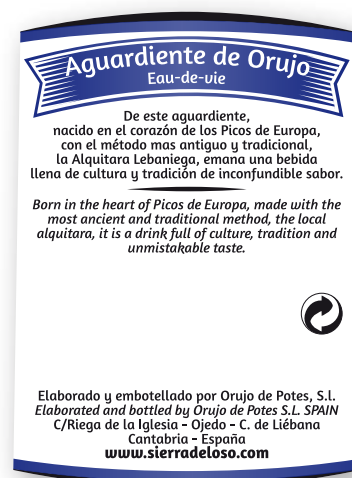 Aguardiente de Orujo
Eau-de-vie
De este aguardiente,
nacido en el corazón de los Picos de Europa,
con el método mas antiguo y tradicional,
la Alquitara Lebaniega, emana una bebida
llena de cultura y tradición de inconfundible sabor.
Born in the heart of Picos de Europa, made with the
most ancient and traditional method, the local
alquitara, it is a drink full of culture, tradition and
unmistakable taste.
Elaborado y embotellado por Orujo de Potes, S.l.
Elaborated and bottled by Orujo de Potes S.L. SPAIN
C/Riega de la Iglesia - Ojedo - C. de Liébana
Cantabria - España
www.sierradeloso.com